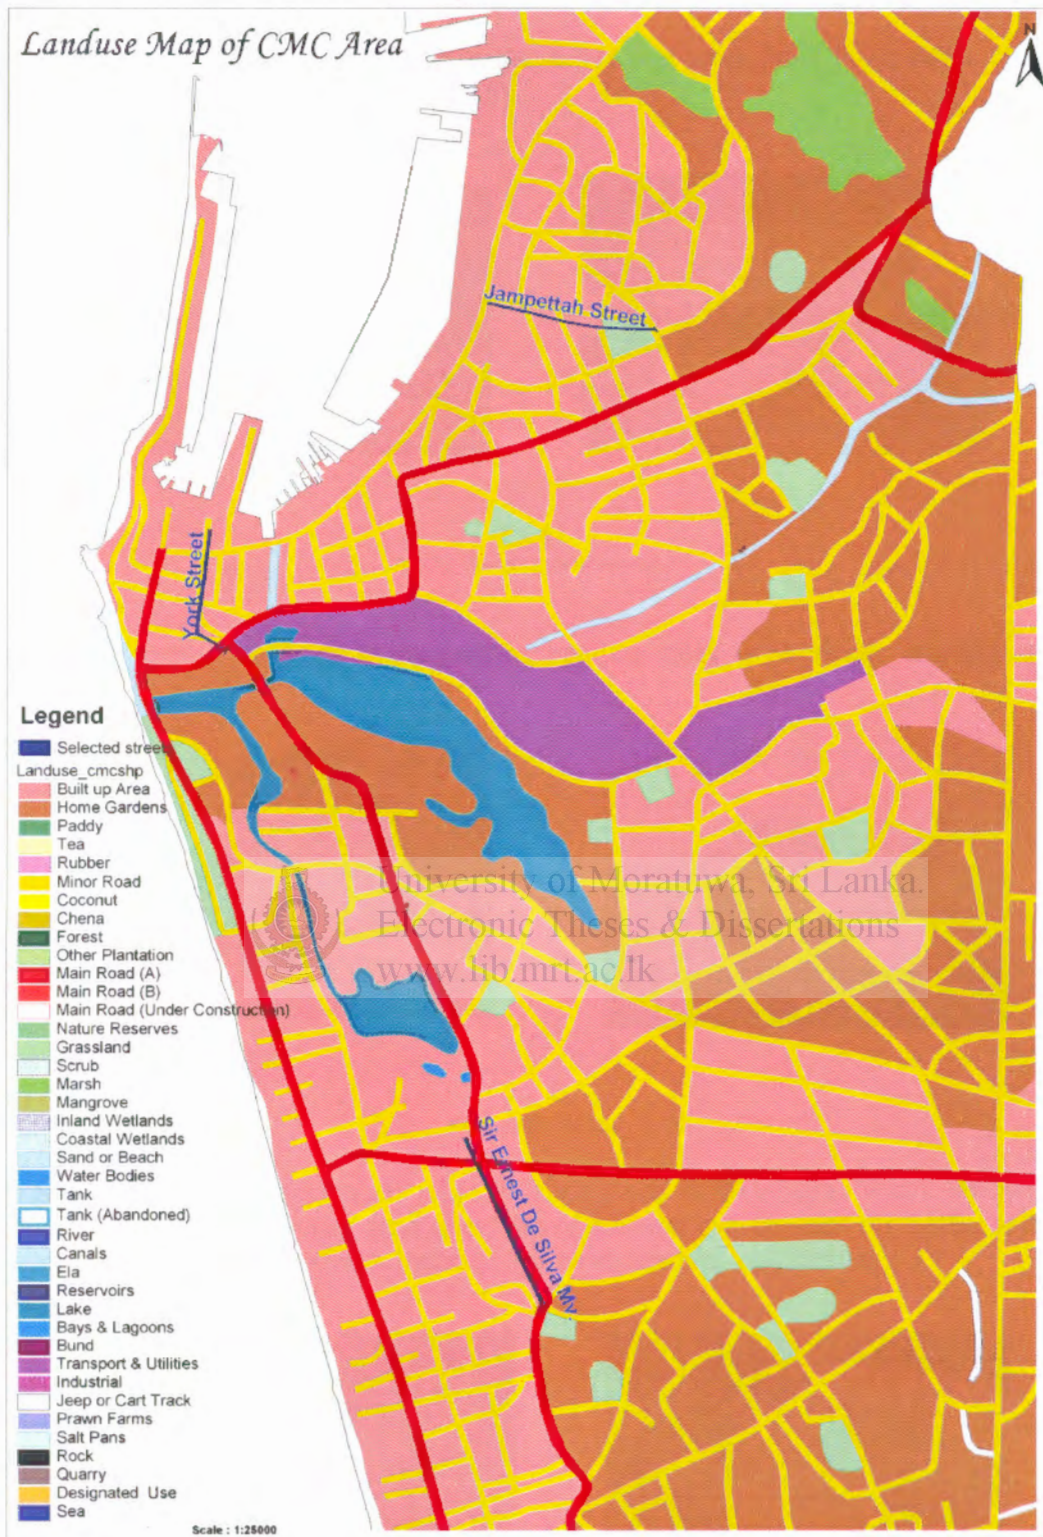 Landuse Map of CMC Area
N
Jampettah Street
York Street
Legend
Selected street
Landuse_cmcshp
Built up Area
Home Gardens
Paddy
Tea
Rubber
Minor Road
Coconut
Chena
Forest
Other Plantation
Main Road (A)
Main Road (B)
Main Road (Under Construction)
Nature Reserves
Grassland
Scrub
Marsh
Mangrove
Inland Wetlands
Coastal Wetlands
Sand or Beach
Water Bodies
Tank
Tank (Abandoned)
River
Canals
Ela
Reservoirs
Lake
Bays & Lagoons
Bund
Transport & Utilities
Industrial
Jeep or Cart Track
Prawn Farms
Salt Pans
Rock
Quarry
Designated Use
Sea
University of Moratuwa, Sri Lanka.
Electronic Theses & Dissertations
www.lib.mrt.ac.lk
Sir Ernest De Silva Mv
Scale : 1:25000